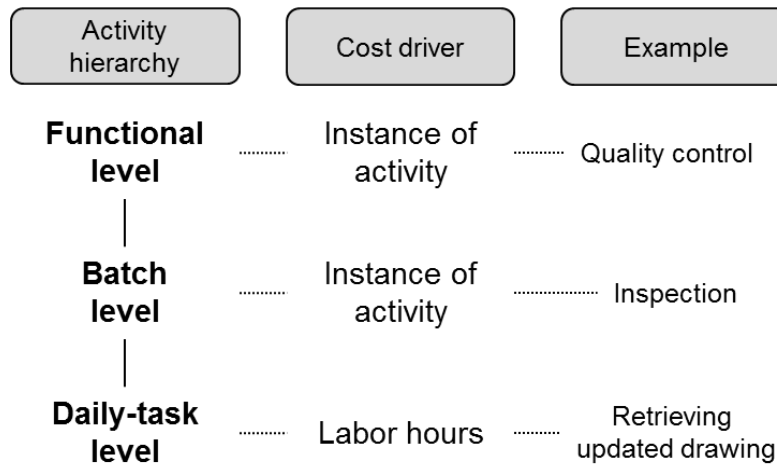 Activity
hierarchy
Cost driver
Example
Functional
level
Instance of
activity
Quality control
Batch
level
Instance of
activity
Inspection
Daily-task
level
Labor hours
Retrieving
updated drawing